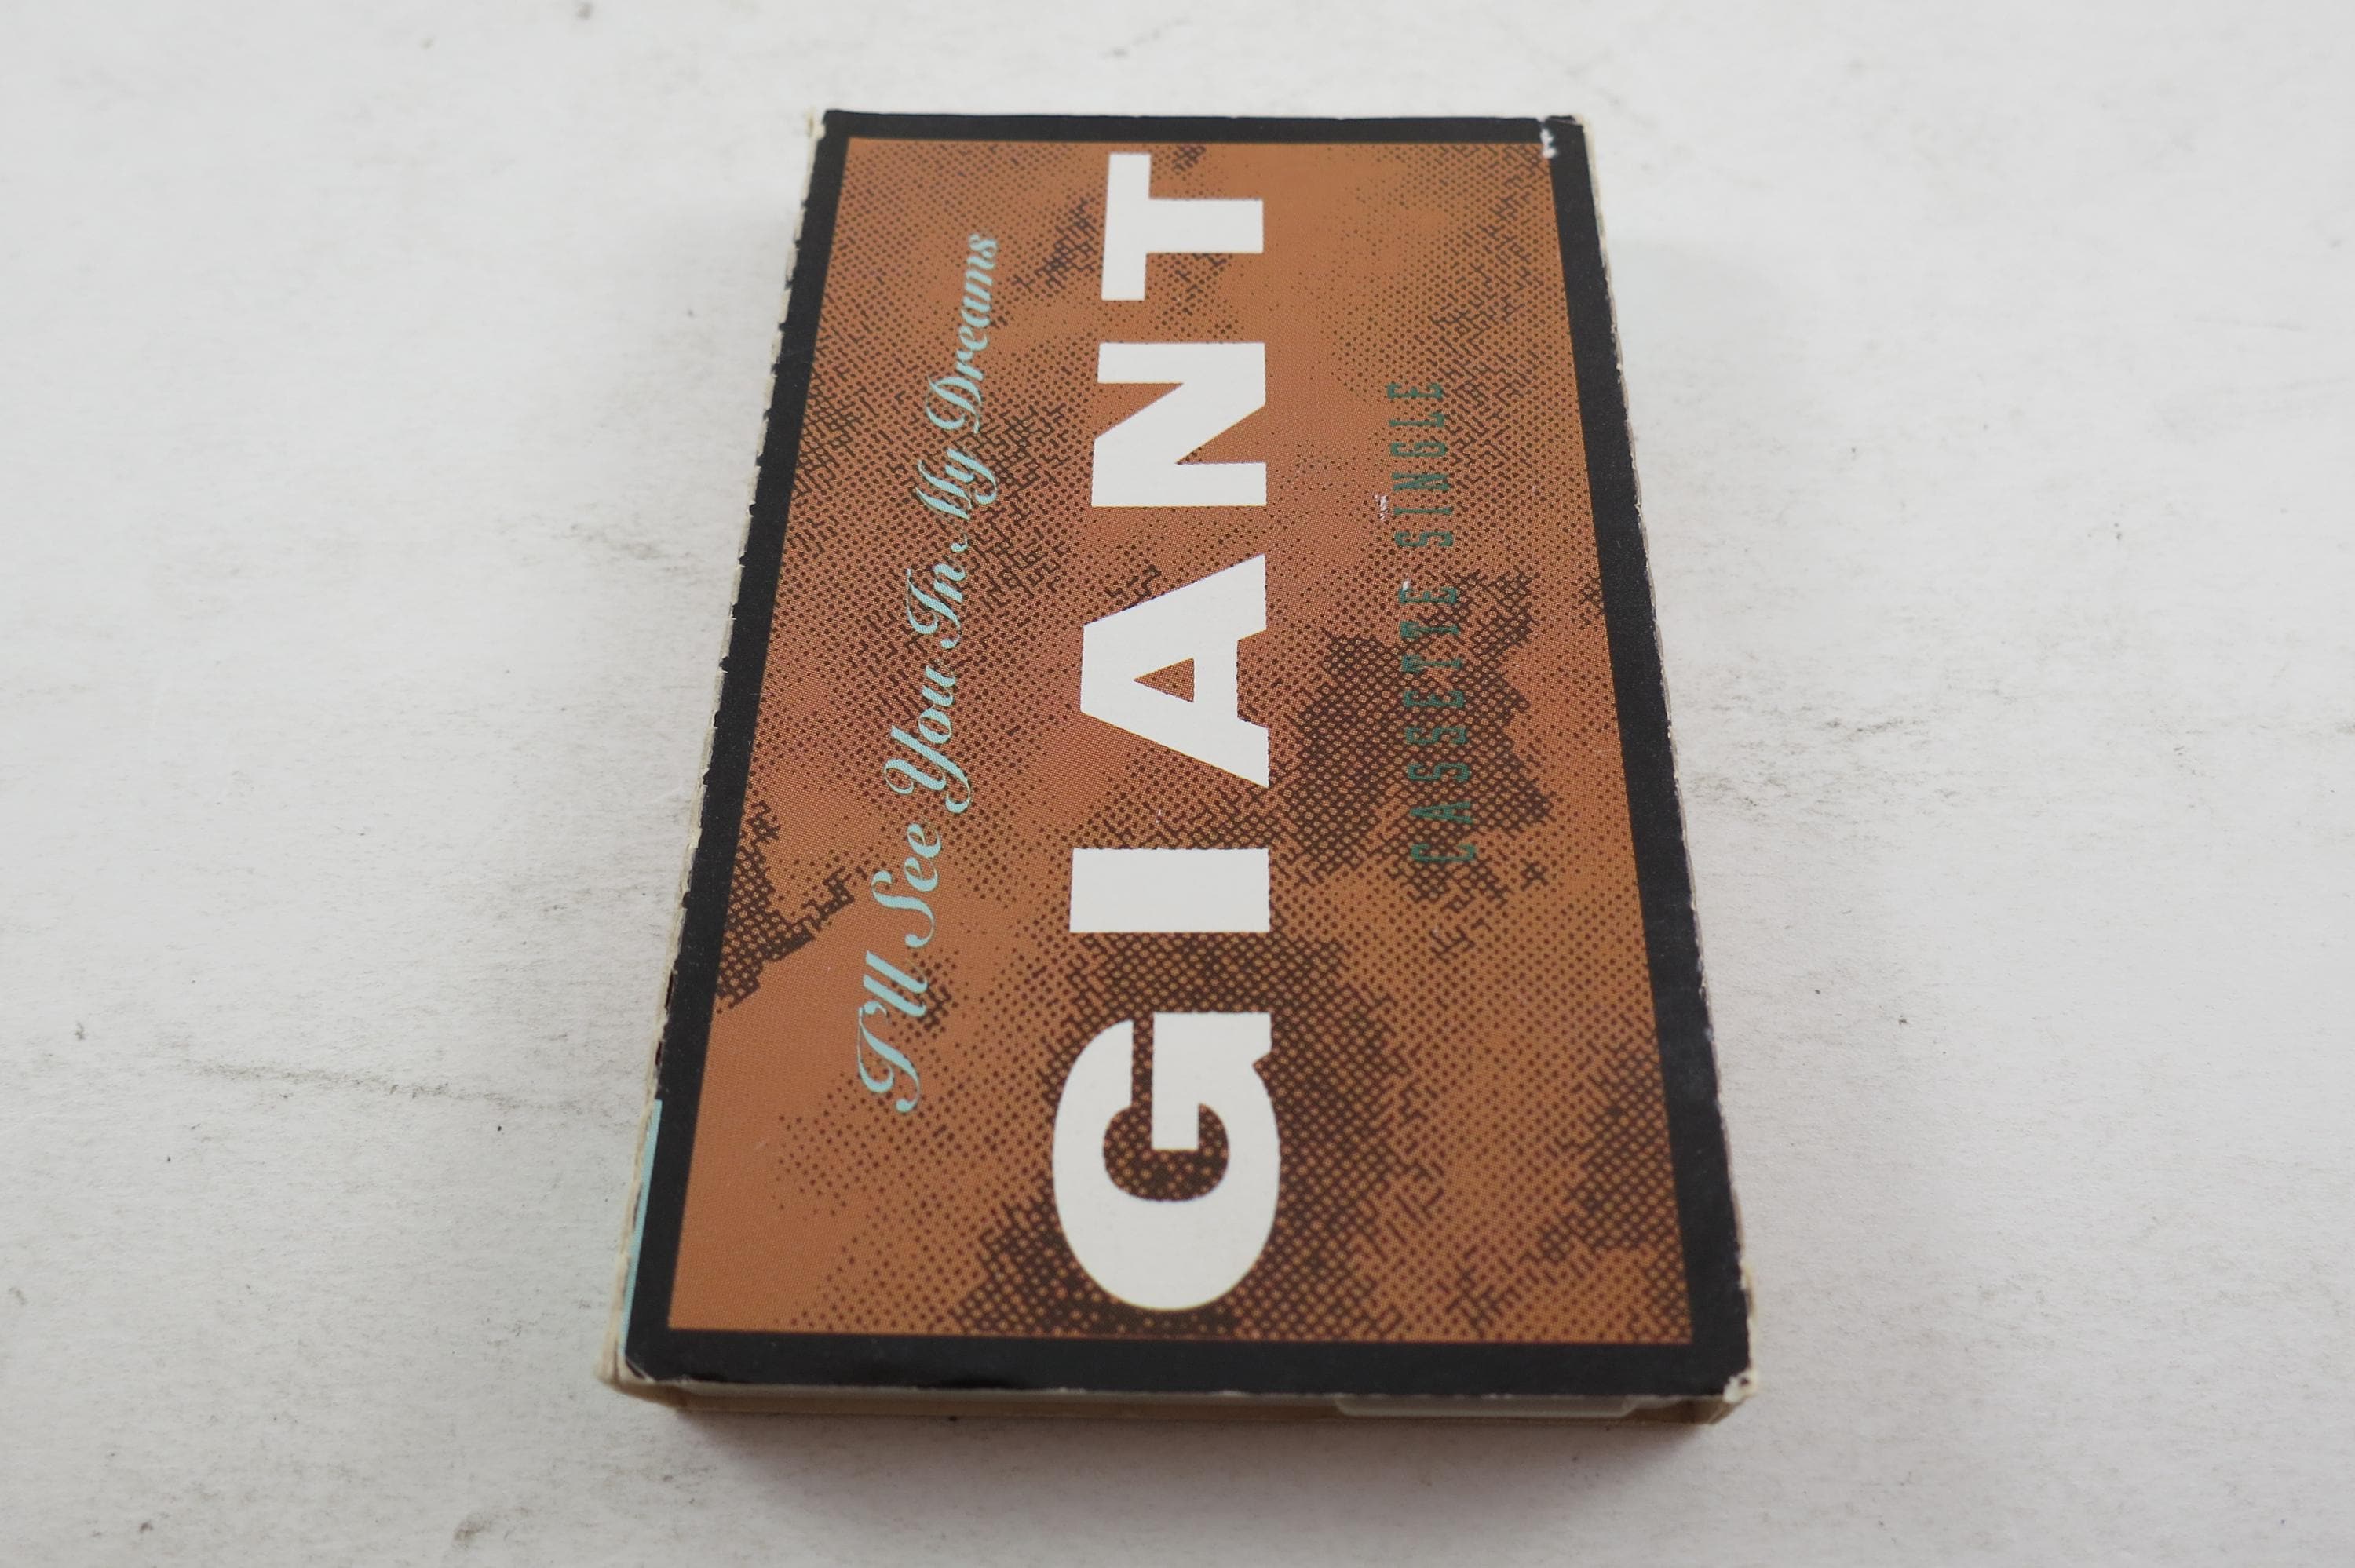 I'll See You In My Dreams
GIANT
CASSETTE SINGLE